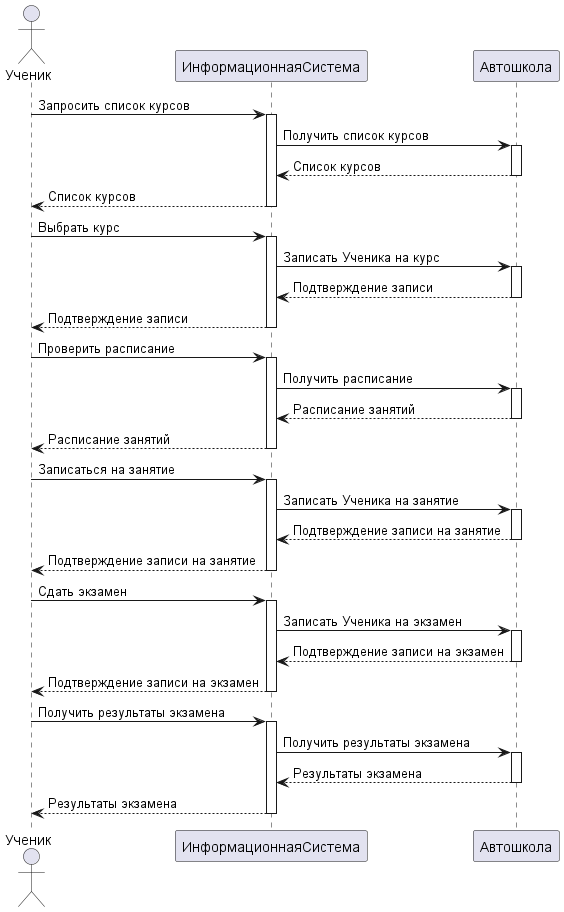 Ученик
ИнформационнаяСистема
Автошкола
Запросить список курсов
Получить список курсов
Список курсов
Список курсов
Выбрать курс
Записать Ученика на курс
Подтверждение записи
Подтверждение записи
Проверить расписание
Получить расписание
Расписание занятий
Расписание занятий
Записаться на занятие
Записать Ученика на занятие
Подтверждение записи на занятие
Подтверждение записи на занятие
Сдать экзамен
Записать Ученика на экзамен
Подтверждение записи на экзамен
Подтверждение записи на экзамен
Получить результаты экзамена
Получить результаты экзамена
Результаты экзамена
Результаты экзамена
Ученик
ИнформационнаяСистема
Автошкола